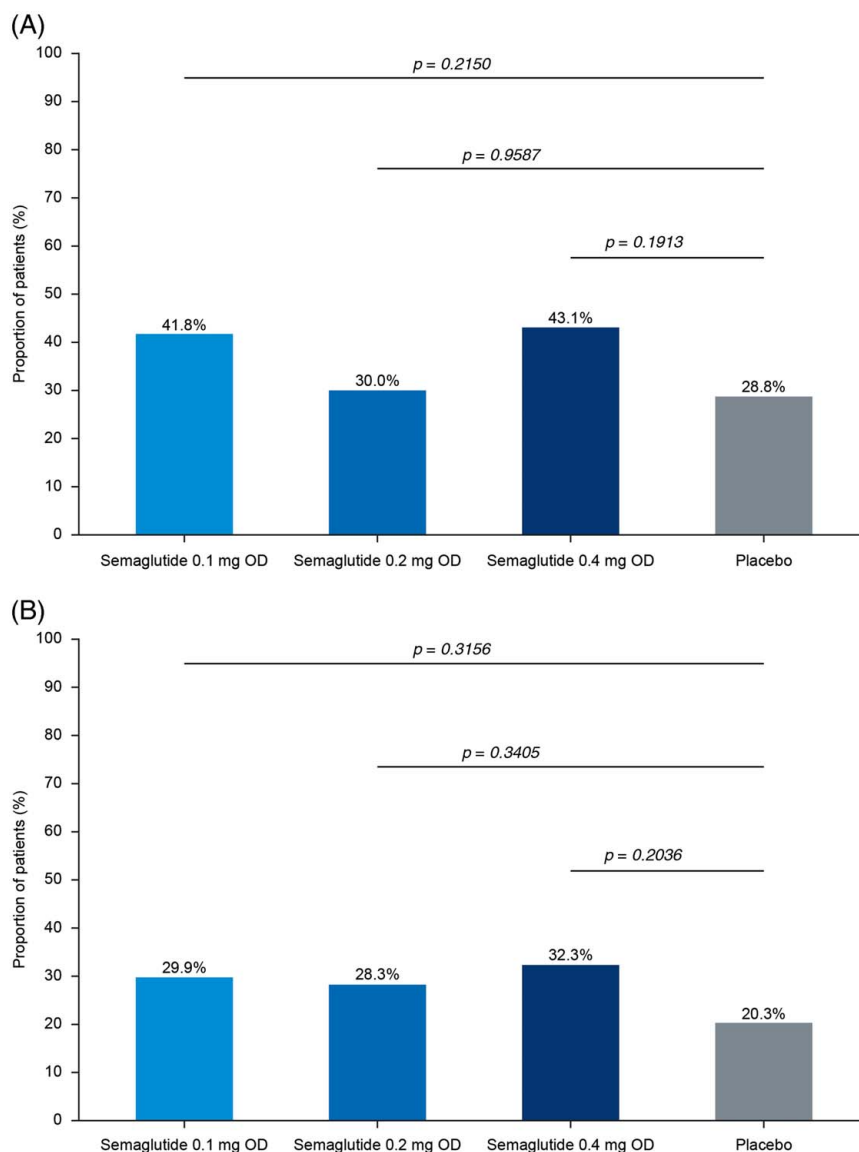 (A)
100
p = 0.2150
90
80
p = 0.9587
70
60
p = 0.1913
50
Proportion of patients (%)
41.8%
43.1%
40
30.0%
28.8%
30
20
10
0
Semaglutide 0.1 mg OD
Semaglutide 0.2 mg OD
Semaglutide 0.4 mg OD
Placebo
(B)
100
p = 0.3156
90
80
p = 0.3405
70
60
p = 0.2036
50
Proportion of patients (%)
40
29.9%
28.3%
32.3%
30
20.3%
20
10
0
Semaglutide 0.1 mg OD
Semaglutide 0.2 mg OD
Semaglutide 0.4 mg OD
Placebo